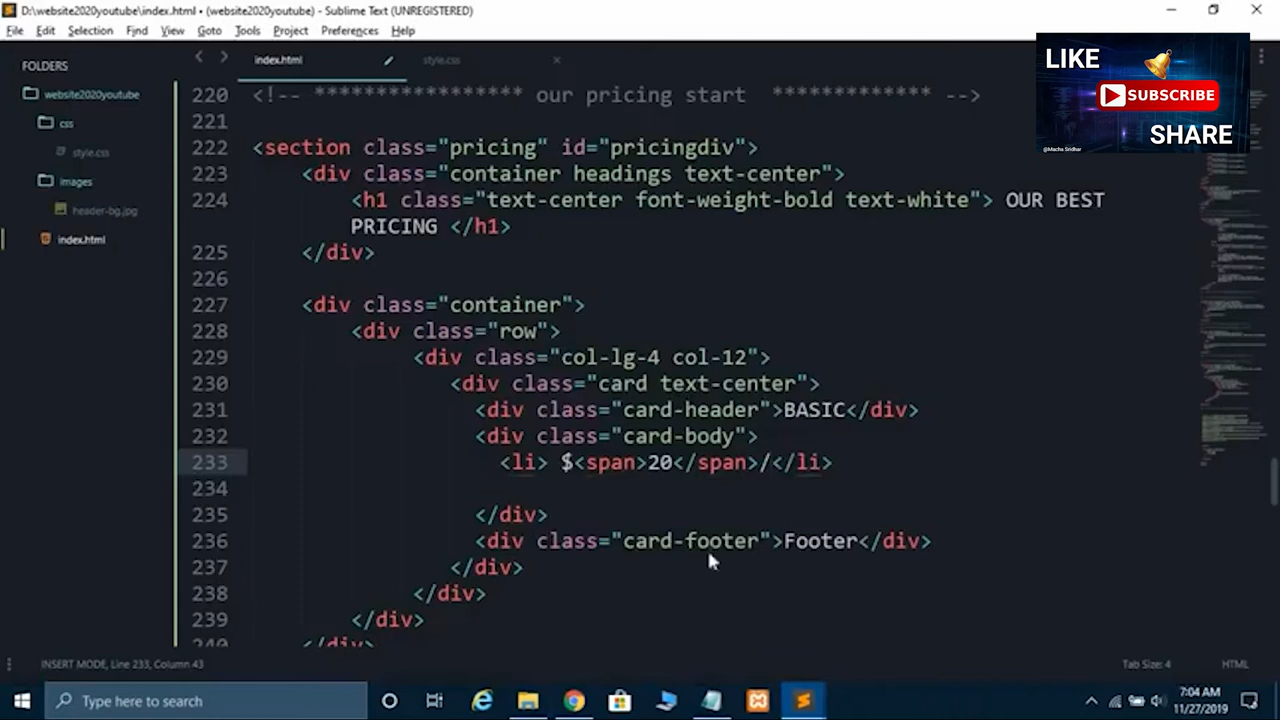 D:\website2020youtube\index.html • (website2020youtube) - Sublime Text (UNREGISTERED)
File Edit Selection Find View Goto Tools Project Preferences Help
FOLDERS
website2020youtube
css
style.css
images
header-bg.jpg
index.html
index.html
style.css
LIKE
SUBSCRIBE
SHARE
@Macha Sridhar
220 <!-- ***************** our pricing start ************* -->
221
222 <section class="pricing" id="pricingdiv">
223 <div class="container headings text-center">
224 <h1 class="text-center font-weight-bold text-white"> OUR BEST
PRICING </h1>
225 </div>
226
227 <div class="container">
228 <div class="row">
229 <div class="col-lg-4 col-12">
230 <div class="card text-center">
231 <div class="card-header">BASIC</div>
232 <div class="card-body">
233 <li> $<span>20</span>/</li>
234
235 </div>
236 <div class="card-footer">Footer</div>
237 </div>
238 </div>
239 </div>
240 </div>
INSERT MODE, Line 233, Column 43
Tab Size: 4
HTML
Type here to search
7:04 AM
11/27/2019